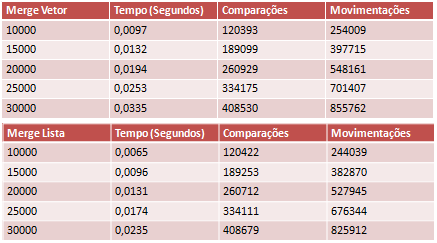 Merge Vetor Tempo (Segundos) Comparações Movimentações
10000 0,0097 120393 254009
15000 0,0132 189099 397715
20000 0,0194 260929 548161
25000 0,0253 334175 701407
30000 0,0335 408530 855762
Merge Lista Tempo (Segundos) Comparações Movimentações
10000 0,0065 120422 244039
15000 0,0096 189253 382870
20000 0,0131 260712 527945
25000 0,0174 334111 676344
30000 0,0235 408679 825912